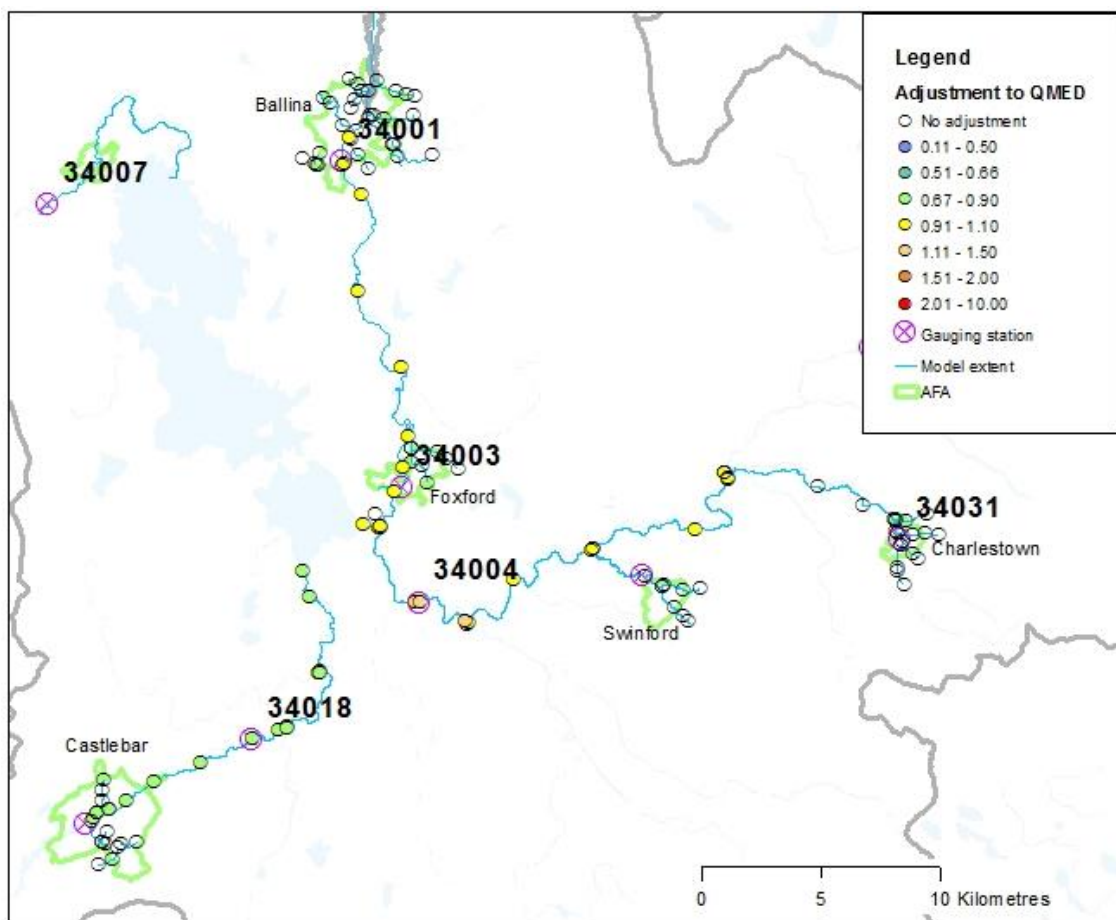 Legend
Adjustment to QMED
No adjustment
0.11 - 0.50
0.51 - 0.66
0.67 - 0.90
0.91 - 1.10
1.11 - 1.50
1.51 - 2.00
2.01 - 10.00
Gauging station
Model extent
AFA
Ballina
34001
34007
34003
Foxford
34031
Charlestown
34004
Swinford
34018
Castlebar
0 5 10 Kilometres